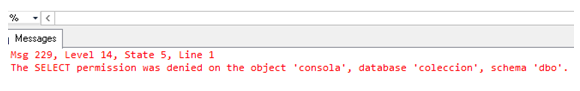 %
Messages
Msg 229, Level 14, State 5, Line 1
The SELECT permission was denied on the object 'consola', database 'coleccion', schema 'dbo'.